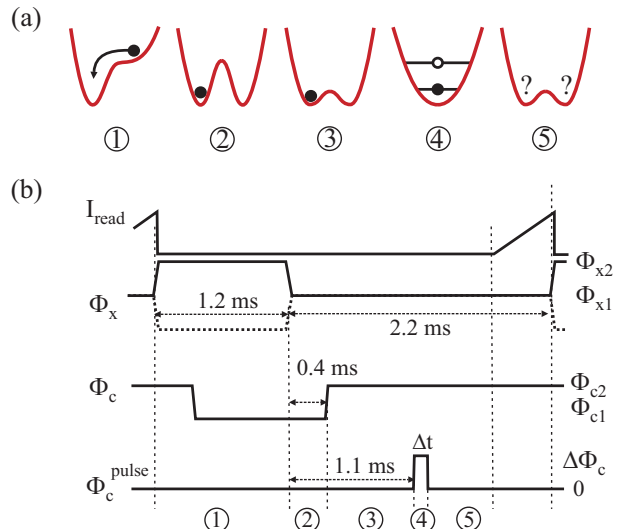 (a)
? ?
① ② ③ ④ ⑤
(b)
I_read
Φ_x2
Φ_x 1.2 ms Φ_x1
2.2 ms
0.4 ms
Φ_c Φ_c2
Φ_c1
Δt
1.1 ms ΔΦ_c
Φ_c^pulse 0
① ② ③ ④ ⑤